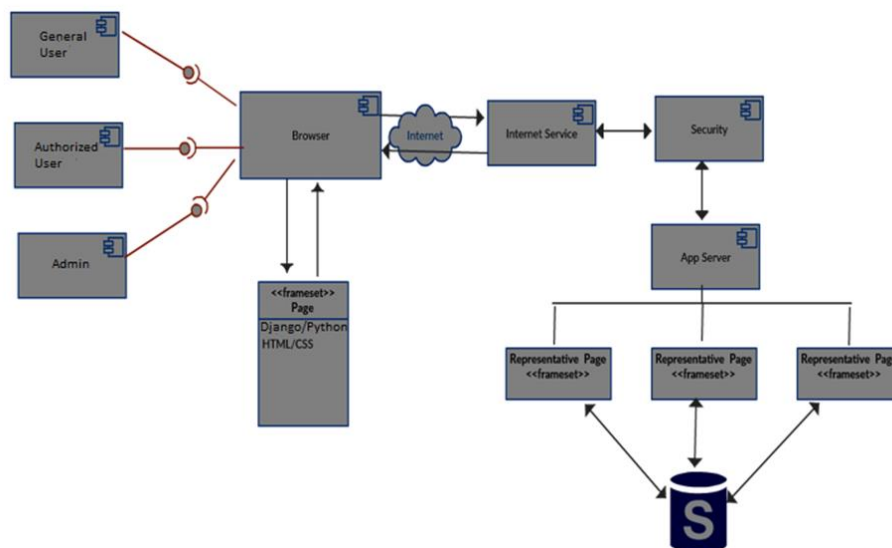 General
User
Authorized
User
Admin
Browser
Internet
Internet Service
Security
App Server
<<frameset>>
Page
Django/Python
HTML/CSS
Representative Page
<<frameset>>
Representative Page
<<frameset>>
Representative Page
<<frameset>>
S